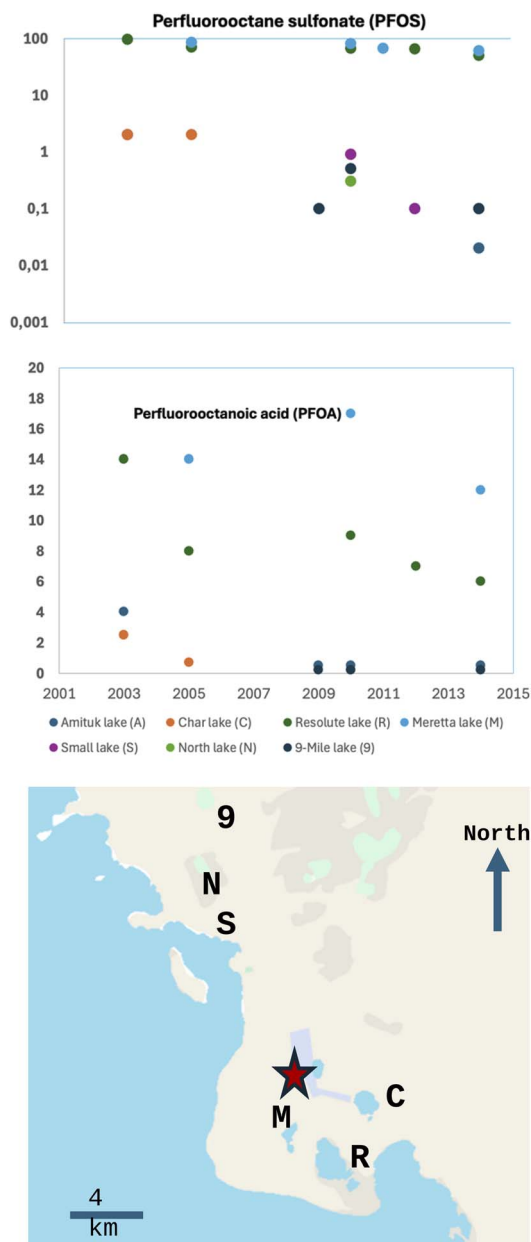 Perfluorooctane sulfonate (PFOS)
100
10
1
0,1
0,01
0,001
20
18
Perfluorooctanoic acid (PFOA)
16
14
12
10
8
6
4
2
0
2001 2003 2005 2007 2009 2011 2013 2015
Amituk lake (A) Char lake (C) Resolute lake (R) Meretta lake (M)
Small lake (S) North lake (N) 9-Mile lake (9)
9
North
N
S
C
M
R
4
km